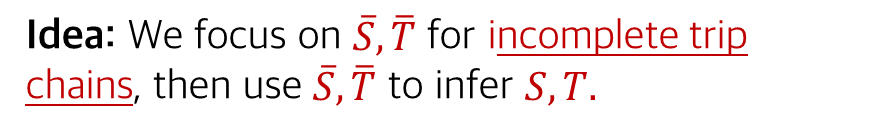 Idea: We focus on S̄, T̄ for incomplete trip
chains, then use S̄, T̄ to infer S, T.